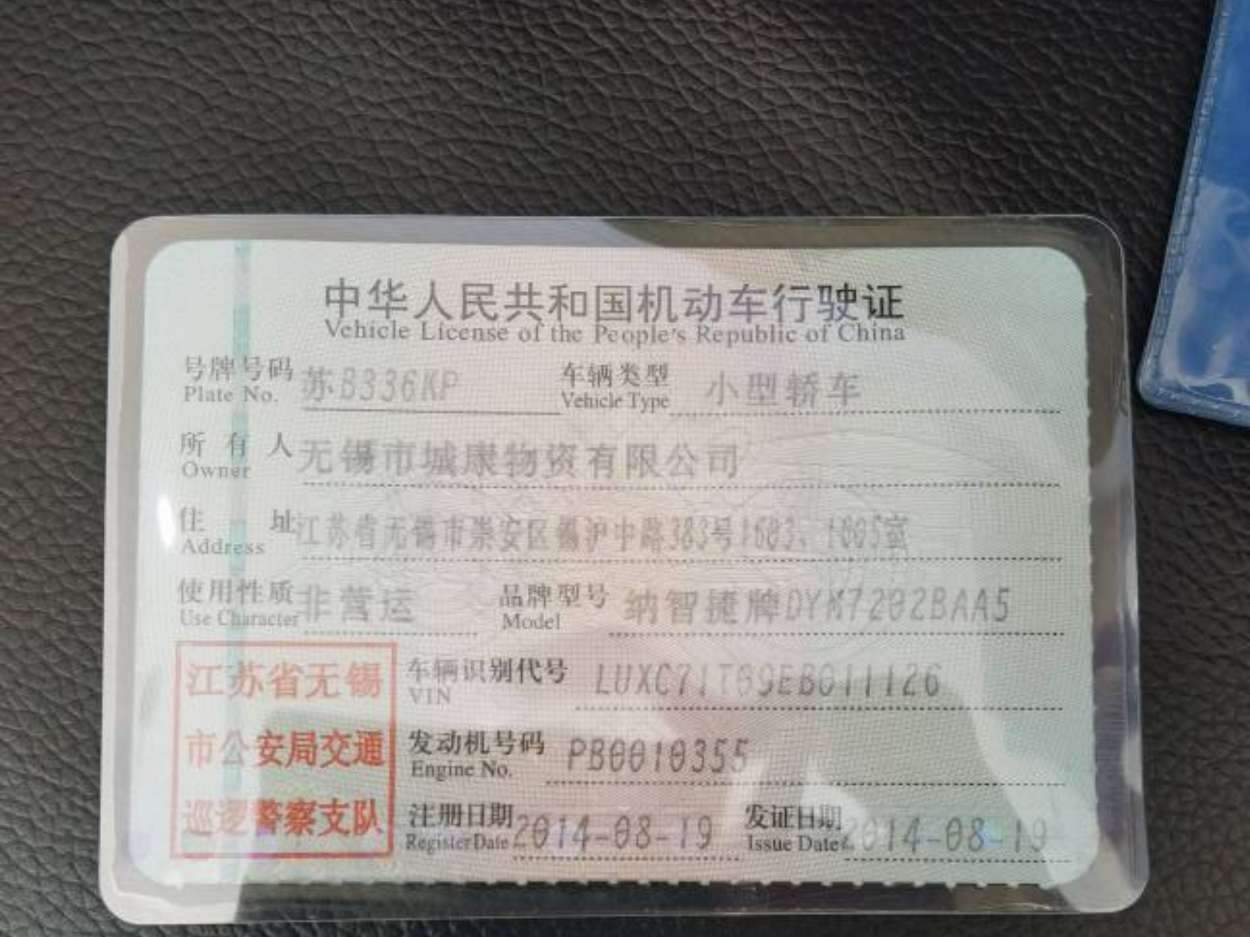 中华人民共和国机动车行驶证
Vehicle License of the People's Republic of China
号牌号码 苏B336KP 车辆类型 小型轿车
Plate No. Vehicle Type
所有人 无锡市城康物资有限公司
Owner
住址 江苏省无锡市崇安区锡沪中路383号1603、1605室
Address
使用性质 非营运 品牌型号 纳智捷牌DYM7202BAA5
Use Character Model
江苏省无锡 车辆识别代号 LUXC71T09EB011126
VIN
市公安局交通 发动机号码 PB0010355
Engine No.
巡逻警察支队 注册日期 2014-08-19 发证日期 2014-08-19
Register Date Issue Date